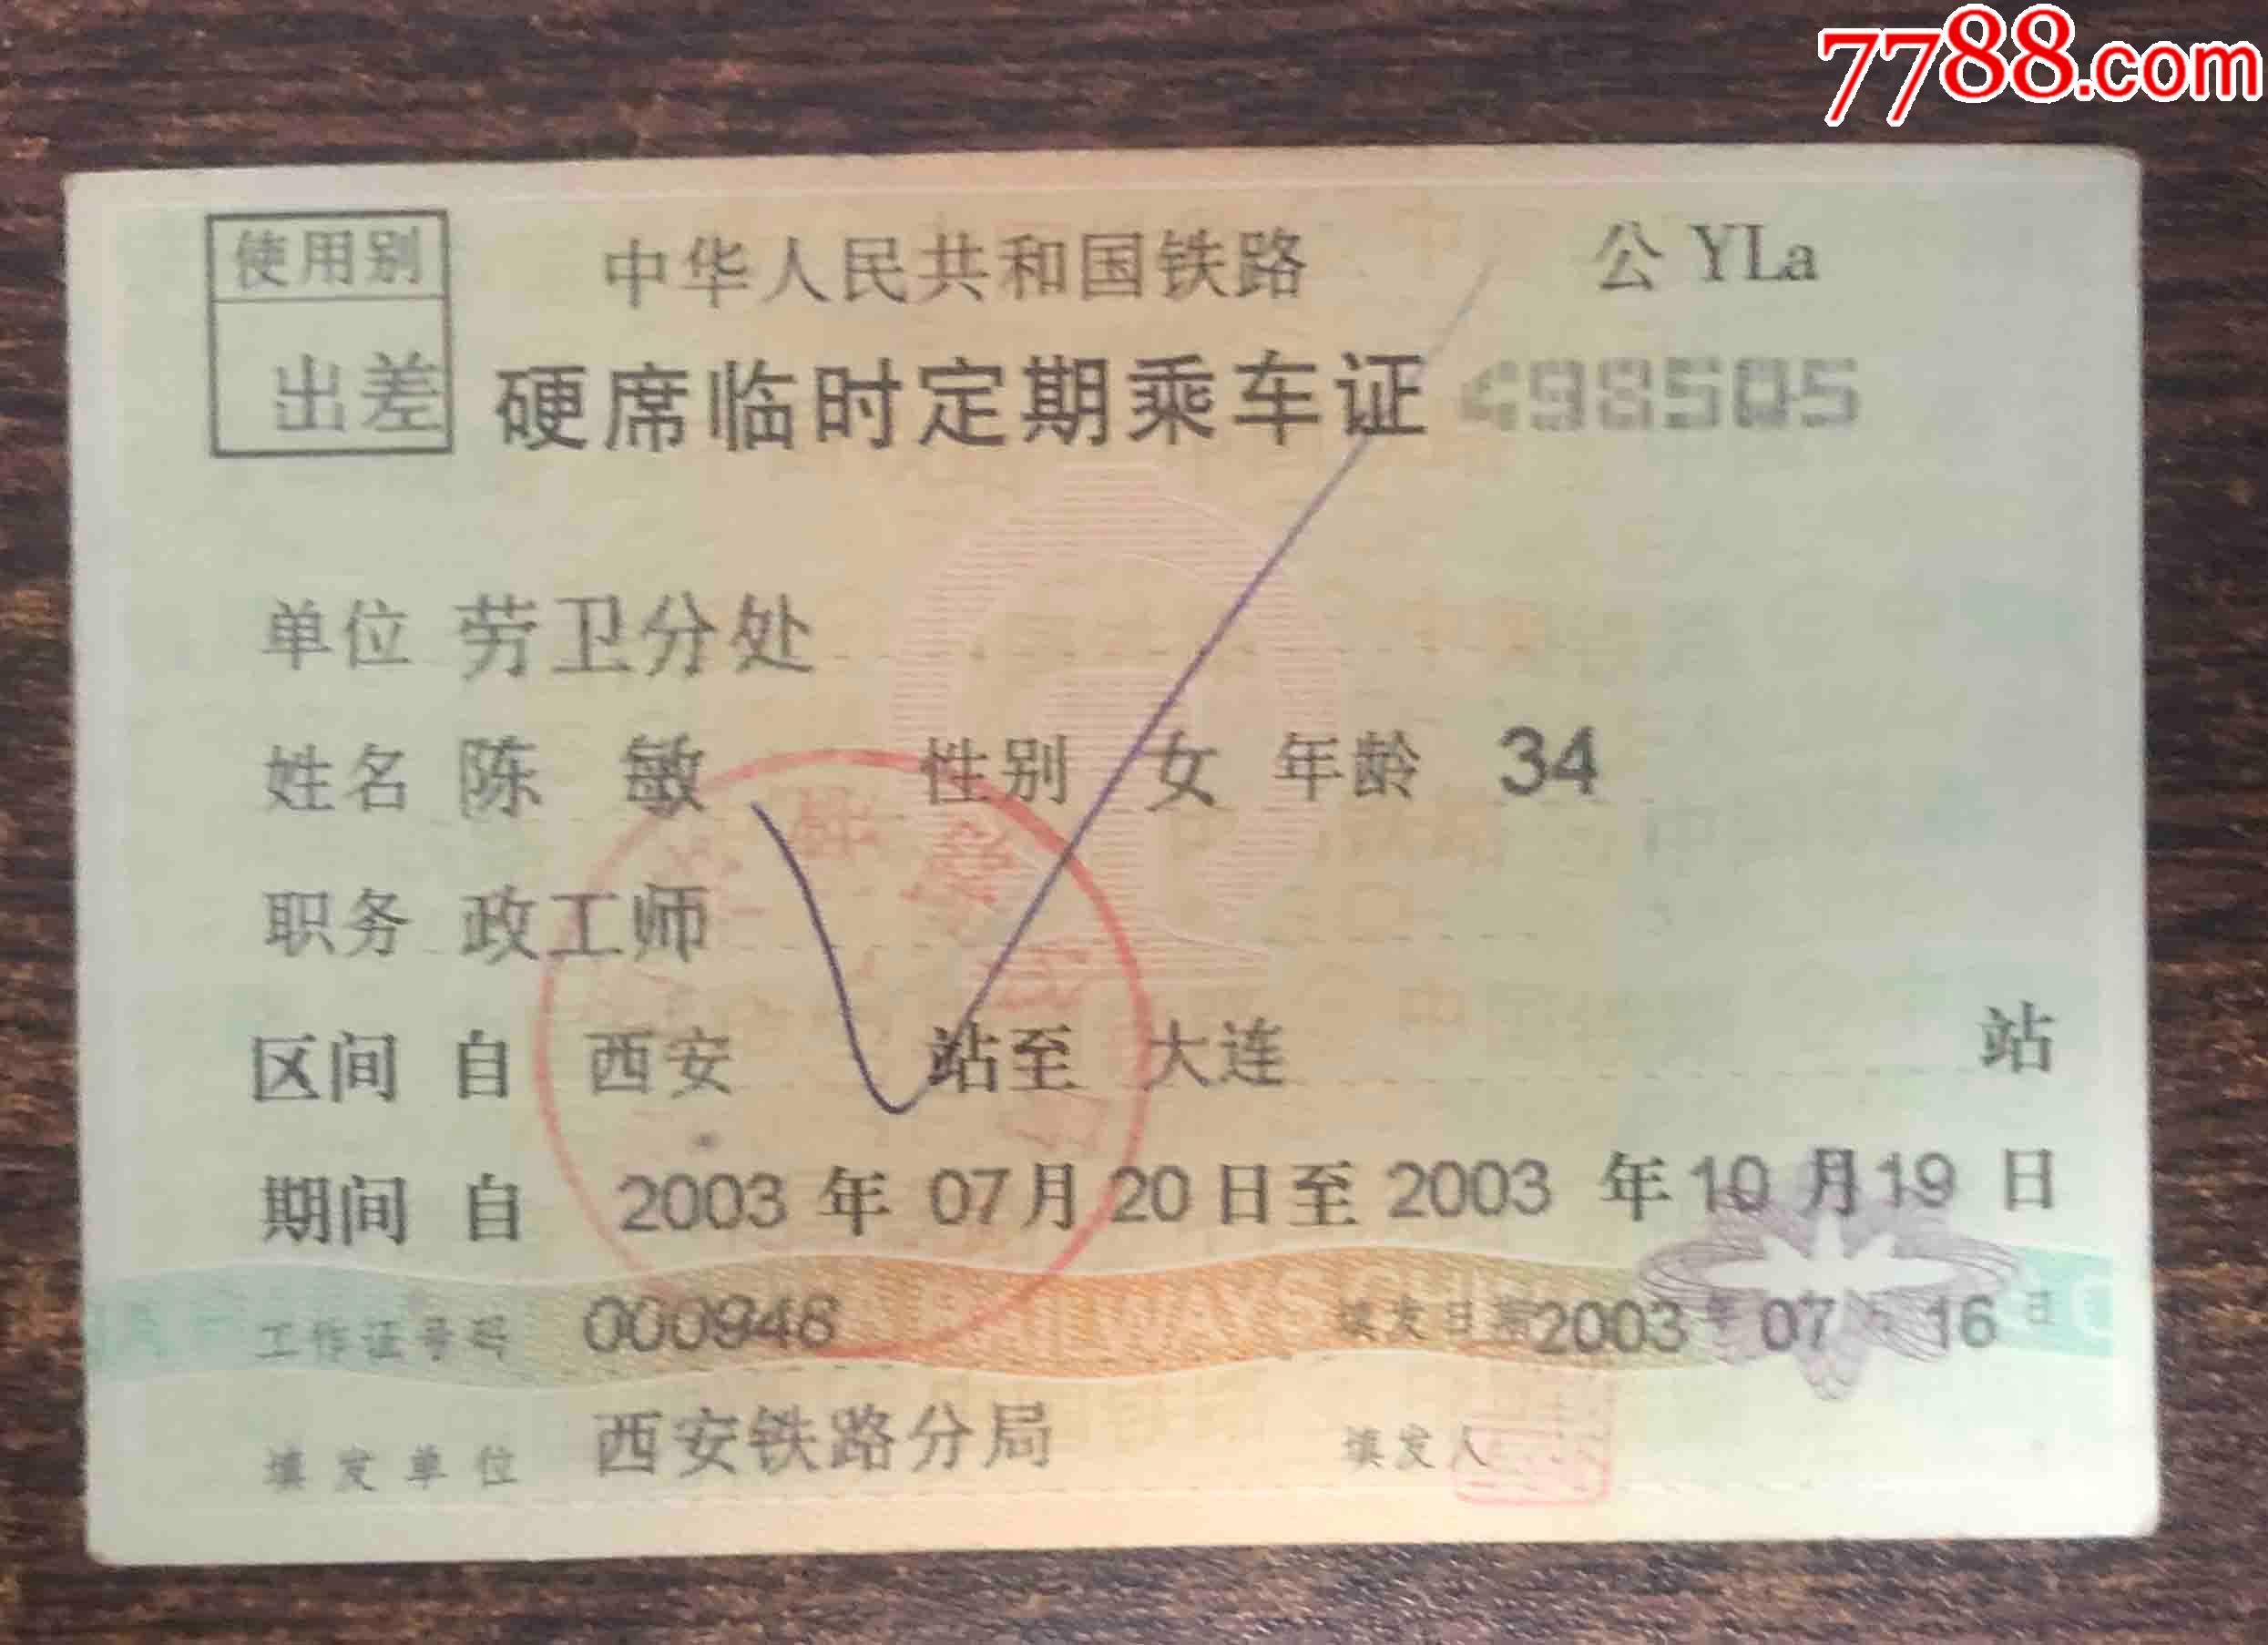 7788.com
使用别
中华人民共和国铁路 公 YLa
出差 硬席临时定期乘车证 498505
单位 劳卫分处
姓名 陈 敏 性别 女 年龄 34
职务 政工师
区间 自 西安 站至 大连 站
期间 自 2003 年 07 月 20 日至 2003 年 10 月 19 日
工作证号码 000946 填发日期 2003 年 07 月 16 日
RAILWAYS CHIN
填发单位 西安铁路分局 填发人